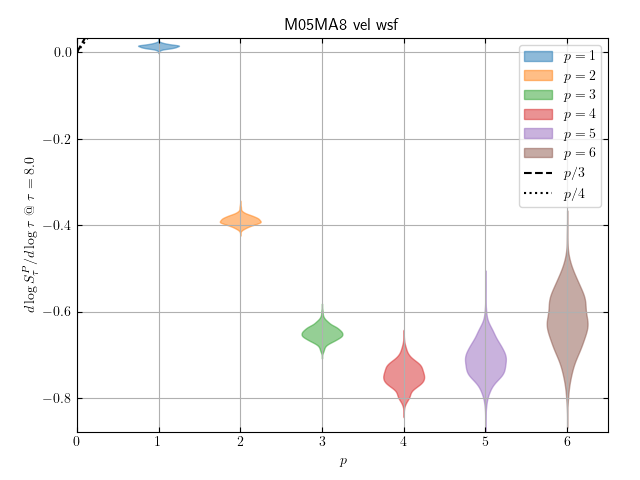 M05MA8 vel wsf
0.0
−0.2
−0.4
−0.6
−0.8
d log S_τ^P / d log τ @ τ = 8.0
0 1 2 3 4 5 6
p
p = 1
p = 2
p = 3
p = 4
p = 5
p = 6
p/3
p/4